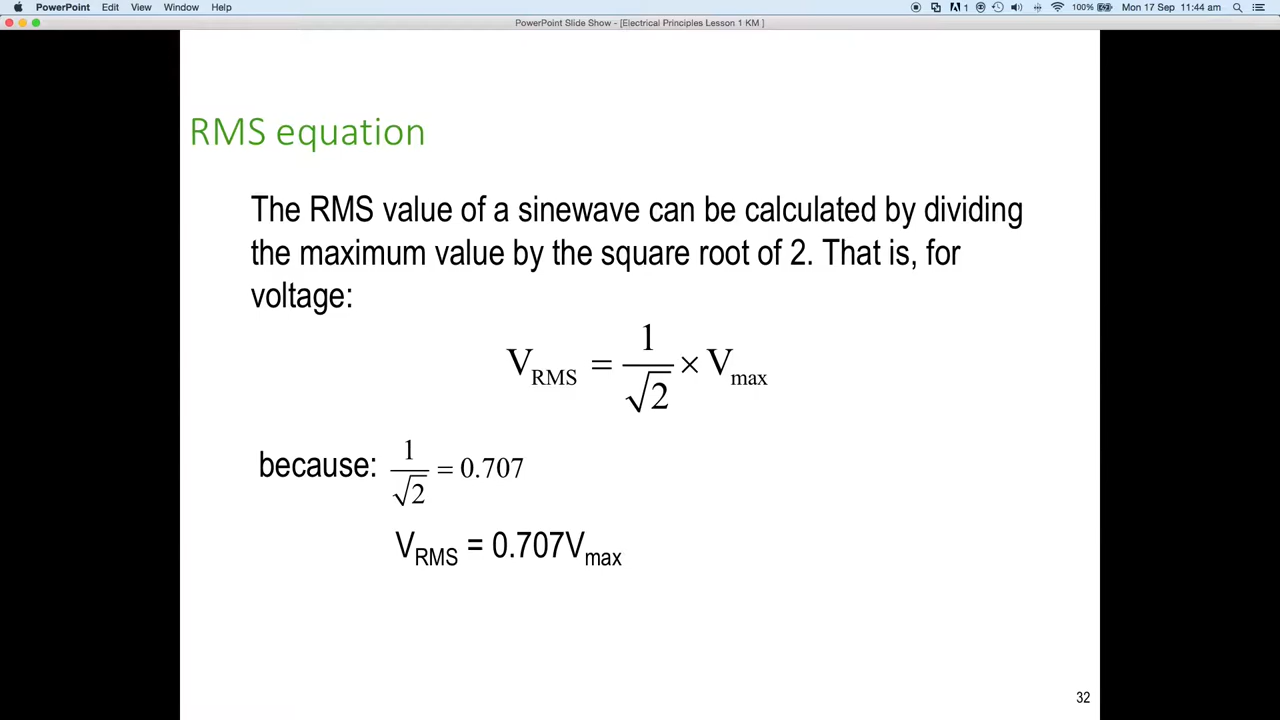 PowerPoint Edit View Window Help 1 100% Mon 17 Sep 11:44 am
PowerPoint Slide Show - [Electrical Principles Lesson 1 KM ]
RMS equation
The RMS value of a sinewave can be calculated by dividing
the maximum value by the square root of 2. That is, for
voltage:
V_RMS = 1/√2 × V_max
because: 1/√2 = 0.707
V_RMS = 0.707V_max
32